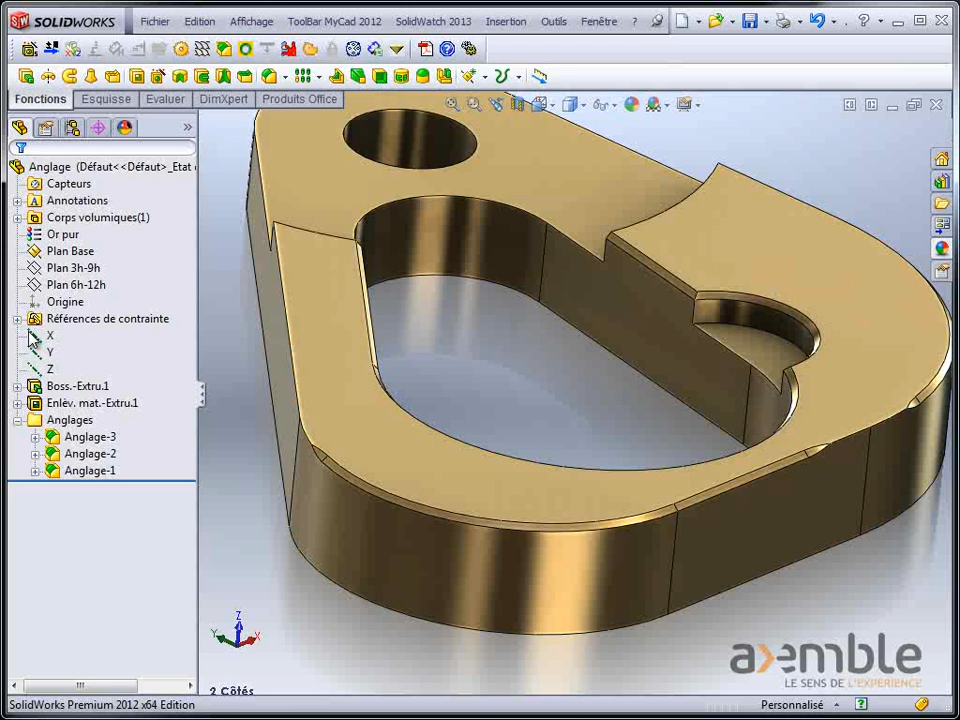 SOLIDWORKS Fichier Edition Affichage ToolBar MyCad 2012 SolidWatch 2013 Insertion Outils Fenêtre ?
Fonctions Esquisse Evaluer DimXpert Produits Office
Anglage (Défaut<<Défaut>_Etat
Capteurs
Annotations
Corps volumiques(1)
Or pur
Plan Base
Plan 3h-9h
Plan 6h-12h
Origine
Références de contrainte
X
Y
Z
Boss.-Extru.1
Enlèv. mat.-Extru.1
Anglages
Anglage-3
Anglage-2
Anglage-1
Z
Y
X
axemble
LE SENS DE L'EXPERIENCE
2 Côtés
SolidWorks Premium 2012 x64 Edition Personnalisé